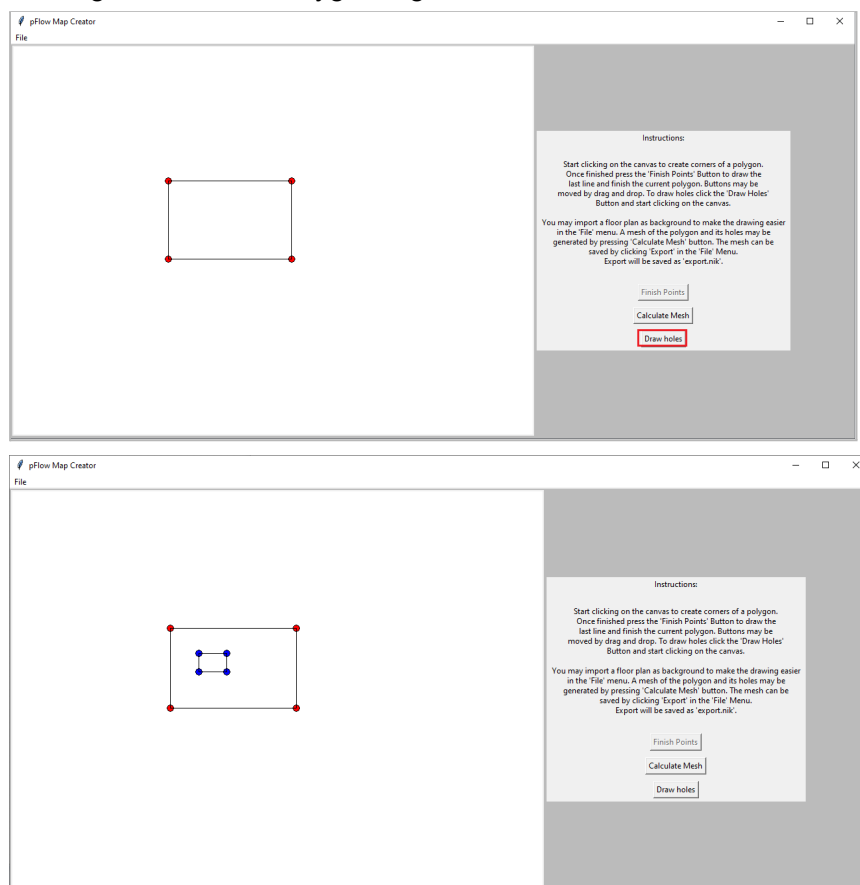 pFlow Map Creator
File
Instructions:
Start clicking on the canvas to create corners of a polygon.
Once finished press the 'Finish Points' Button to draw the
last line and finish the current polygon. Buttons may be
moved by drag and drop. To draw holes click the 'Draw Holes'
Button and start clicking on the canvas.
You may import a floor plan as background to make the drawing easier
in the 'File' menu. A mesh of the polygon and its holes may be
generated by pressing 'Calculate Mesh' button. The mesh can be
saved by clicking 'Export' in the 'File' Menu.
Export will be saved as 'export.nik'.
Finish Points
Calculate Mesh
Draw holes
pFlow Map Creator
File
Instructions:
Start clicking on the canvas to create corners of a polygon.
Once finished press the 'Finish Points' Button to draw the
last line and finish the current polygon. Buttons may be
moved by drag and drop. To draw holes click the 'Draw Holes'
Button and start clicking on the canvas.
You may import a floor plan as background to make the drawing easier
in the 'File' menu. A mesh of the polygon and its holes may be
generated by pressing 'Calculate Mesh' button. The mesh can be
saved by clicking 'Export' in the 'File' Menu.
Export will be saved as 'export.nik'.
Finish Points
Calculate Mesh
Draw holes